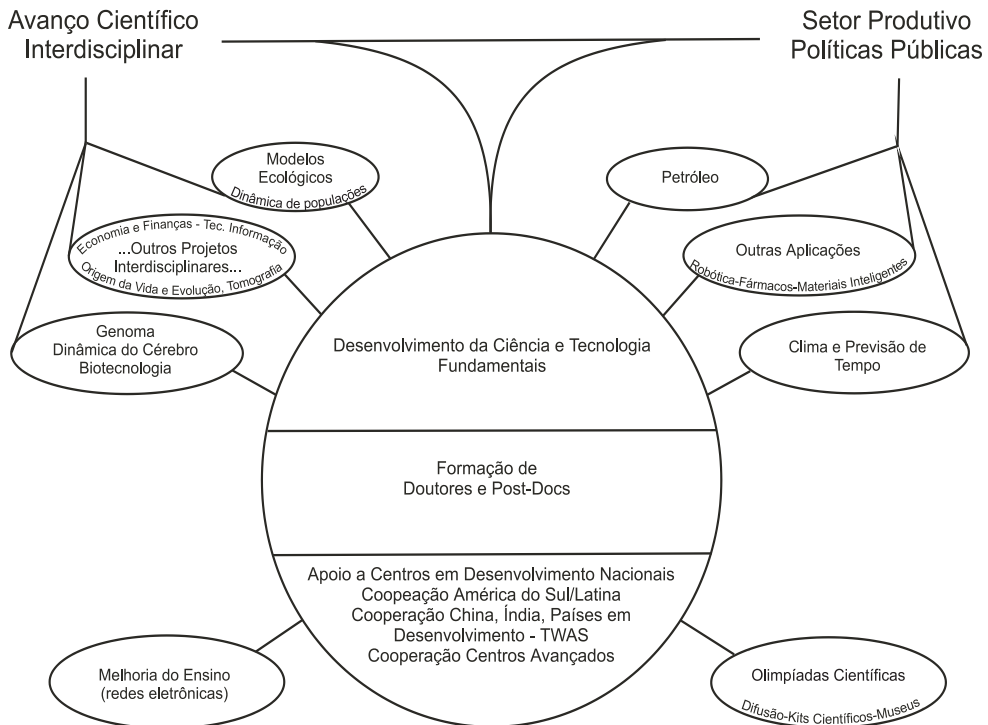 Avanço Científico
Interdisciplinar
Setor Produtivo
Políticas Públicas
Modelos
Ecológicos
Dinâmica de populações
Petróleo
Economia e Finanças - Tec. Informação
...Outros Projetos
Interdisciplinares...
Origem da Vida e Evolução, Tomografia
Outras Aplicações
Robótica-Fármacos-Materiais Inteligentes
Genoma
Dinâmica do Cérebro
Biotecnologia
Desenvolvimento da Ciência e Tecnologia
Fundamentais
Clima e Previsão de
Tempo
Formação de
Doutores e Post-Docs
Apoio a Centros em Desenvolvimento Nacionais
Coopeação América do Sul/Latina
Cooperação China, Índia, Países em
Desenvolvimento - TWAS
Cooperação Centros Avançados
Melhoria do Ensino
(redes eletrônicas)
Olimpíadas Científicas
Difusão-Kits Científicos-Museus